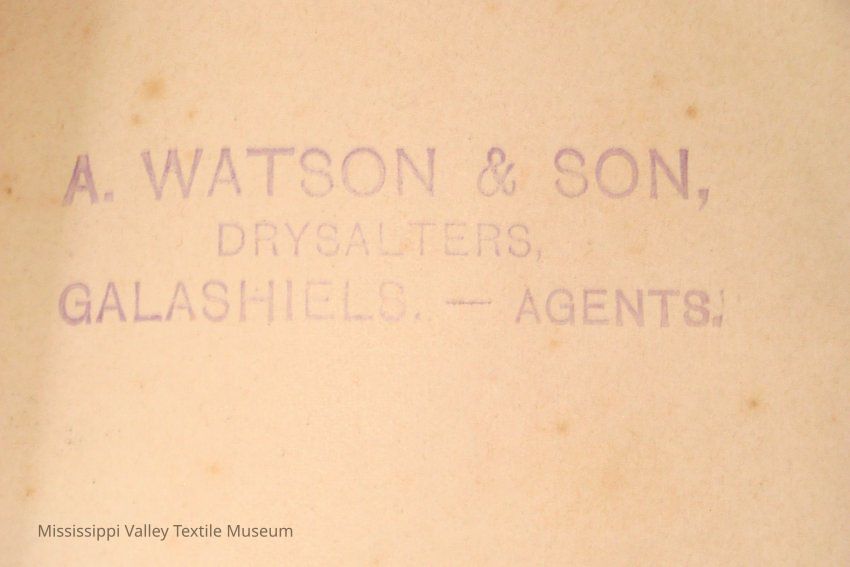 A. WATSON & SON,
DRYSALTERS,
GALASHIELS. — AGENTS.
Mississippi Valley Textile Museum